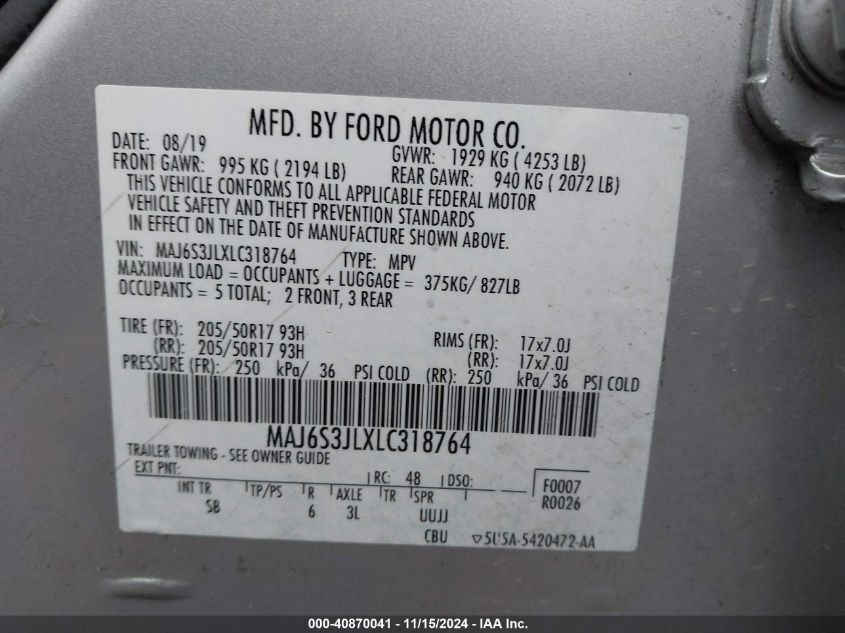 MFD. BY FORD MOTOR CO.
DATE: 08/19 GVWR: 1929 KG ( 4253 LB)
FRONT GAWR: 995 KG ( 2194 LB) REAR GAWR: 940 KG ( 2072 LB)
THIS VEHICLE CONFORMS TO ALL APPLICABLE FEDERAL MOTOR
VEHICLE SAFETY AND THEFT PREVENTION STANDARDS
IN EFFECT ON THE DATE OF MANUFACTURE SHOWN ABOVE.
VIN: MAJ6S3JLXLC318764 TYPE: MPV
MAXIMUM LOAD = OCCUPANTS + LUGGAGE = 375KG/ 827LB
OCCUPANTS = 5 TOTAL; 2 FRONT, 3 REAR
TIRE (FR): 205/50R17 93H RIMS (FR): 17x7.0J
(RR): 205/50R17 93H (RR): 17x7.0J
PRESSURE (FR): 250 kPa/ 36 PSI COLD (RR): 250 kPa/ 36 PSI COLD
MAJ6S3JLXLC318764
TRAILER TOWING - SEE OWNER GUIDE
EXT PNT: RC: 48 DSO: F0007
R0026
INT TR TP/PS R AXLE TR SPR
SB 6 3L UUJJ
CBU 5U5A-5420472-AA
000-40870041 - 11/15/2024 - IAAI Inc.